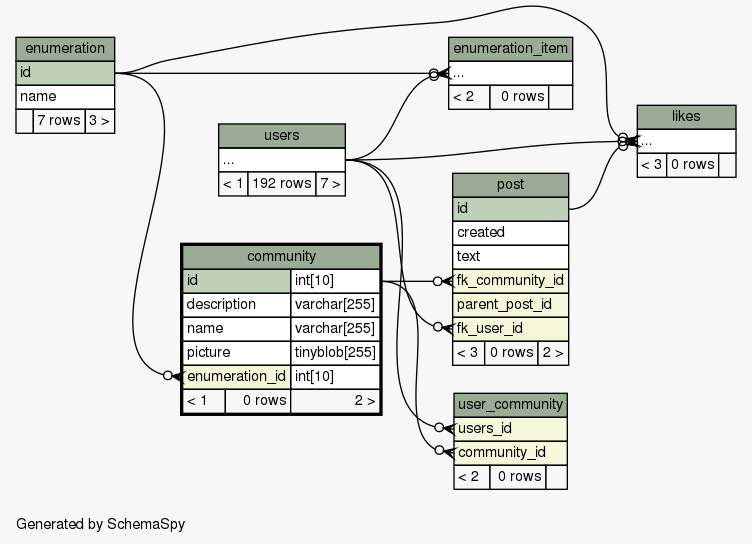 enumeration
id
name
7 rows 3 >
enumeration_item
...
< 2 0 rows
likes
...
< 3 0 rows
users
...
< 1 192 rows 7 >
post
id
created
text
fk_community_id
parent_post_id
fk_user_id
< 3 0 rows 2 >
community
id int[10]
description varchar[255]
name varchar[255]
picture tinyblob[255]
enumeration_id int[10]
< 1 0 rows 2 >
user_community
users_id
community_id
< 2 0 rows
Generated by SchemaSpy